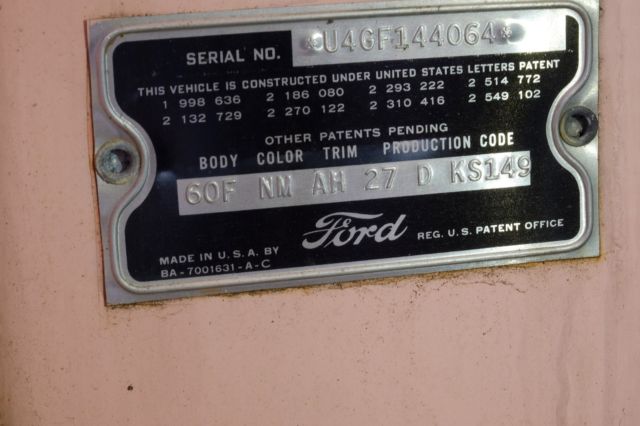 SERIAL NO. *U4GF144064*
THIS VEHICLE IS CONSTRUCTED UNDER UNITED STATES LETTERS PATENT
1 998 636 2 186 080 2 293 222 2 514 772
2 132 729 2 270 122 2 310 416 2 549 102
OTHER PATENTS PENDING
BODY COLOR TRIM PRODUCTION CODE
60F NM AH 27 D KS149
Ford REG. U.S. PATENT OFFICE
MADE IN U.S.A. BY
BA-7001631-A-C